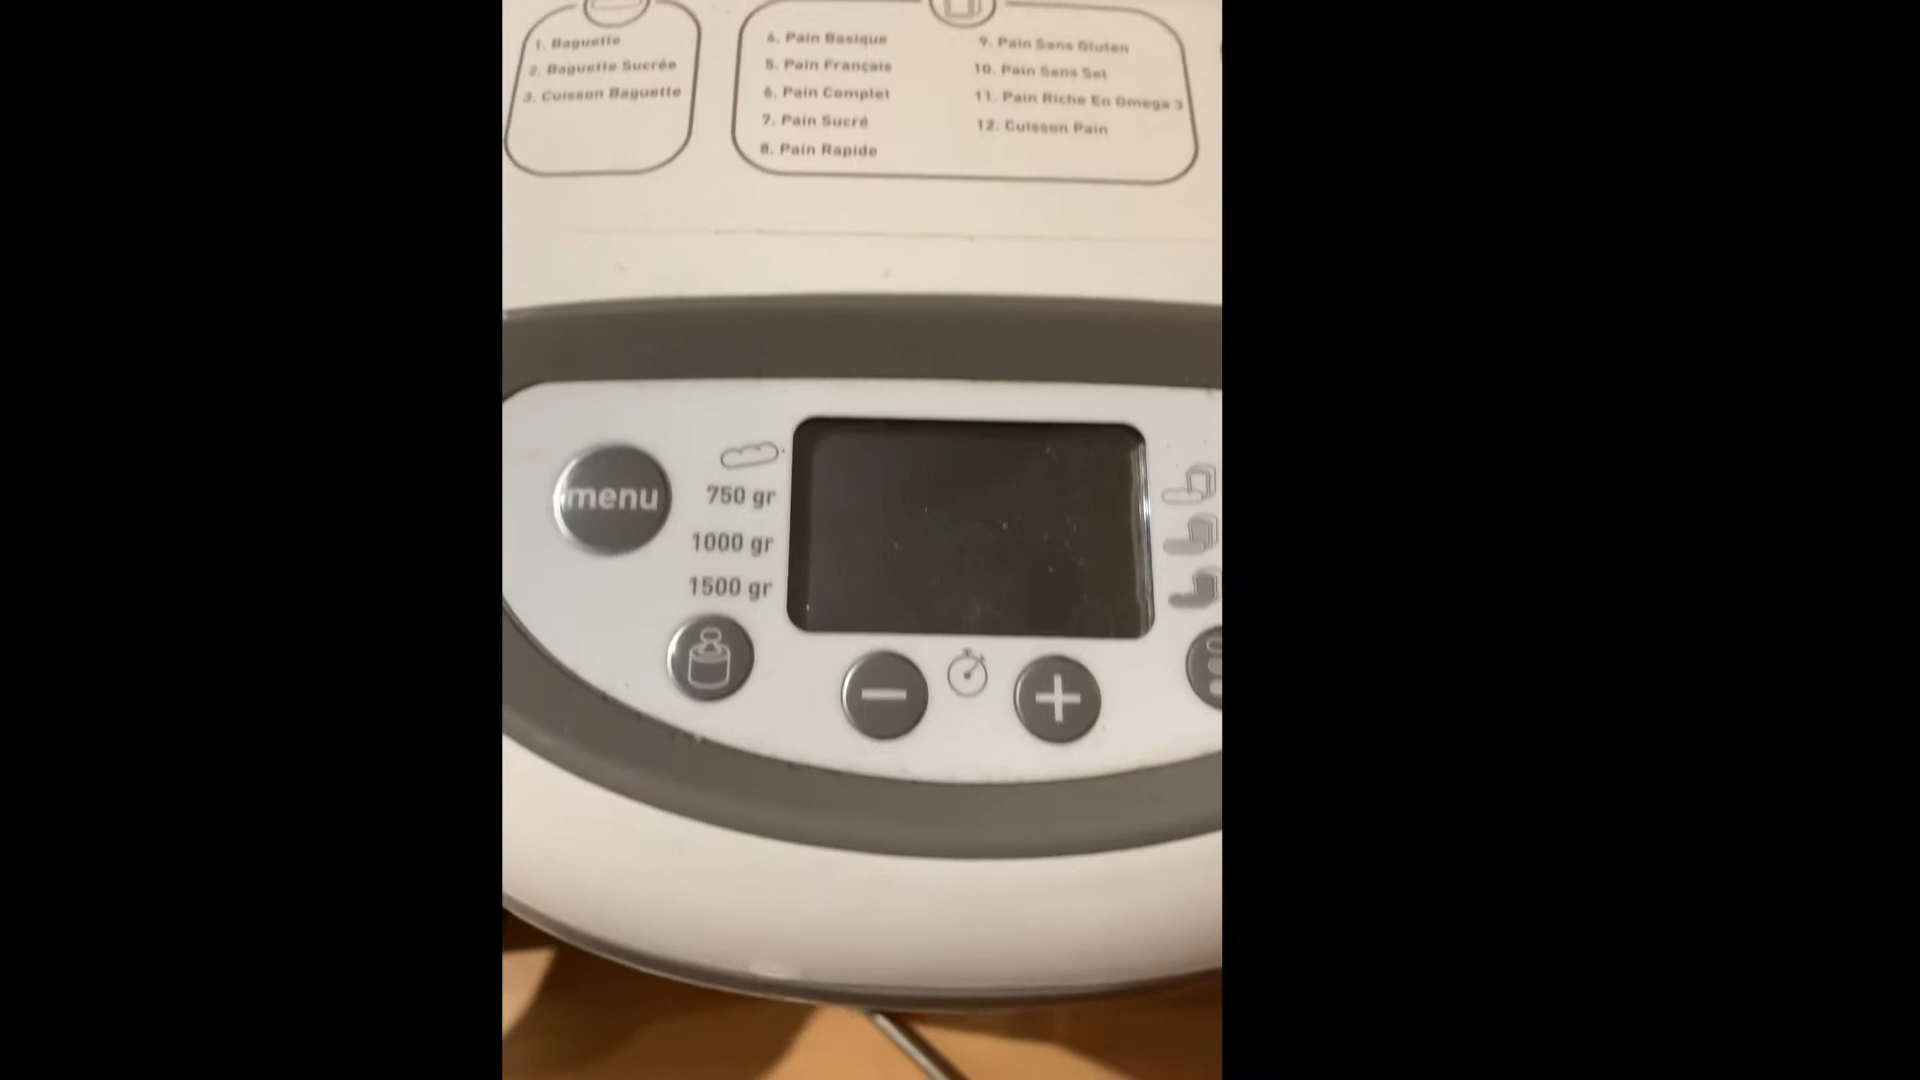 1. Baguette
2. Baguette Sucrée
3. Cuisson Baguette
4. Pain Basique
5. Pain Français
6. Pain Complet
7. Pain Sucré
8. Pain Rapide
9. Pain Sans Gluten
10. Pain Sans Sel
11. Pain Riche En Omega 3
12. Cuisson Pain
menu
750 gr
1000 gr
1500 gr